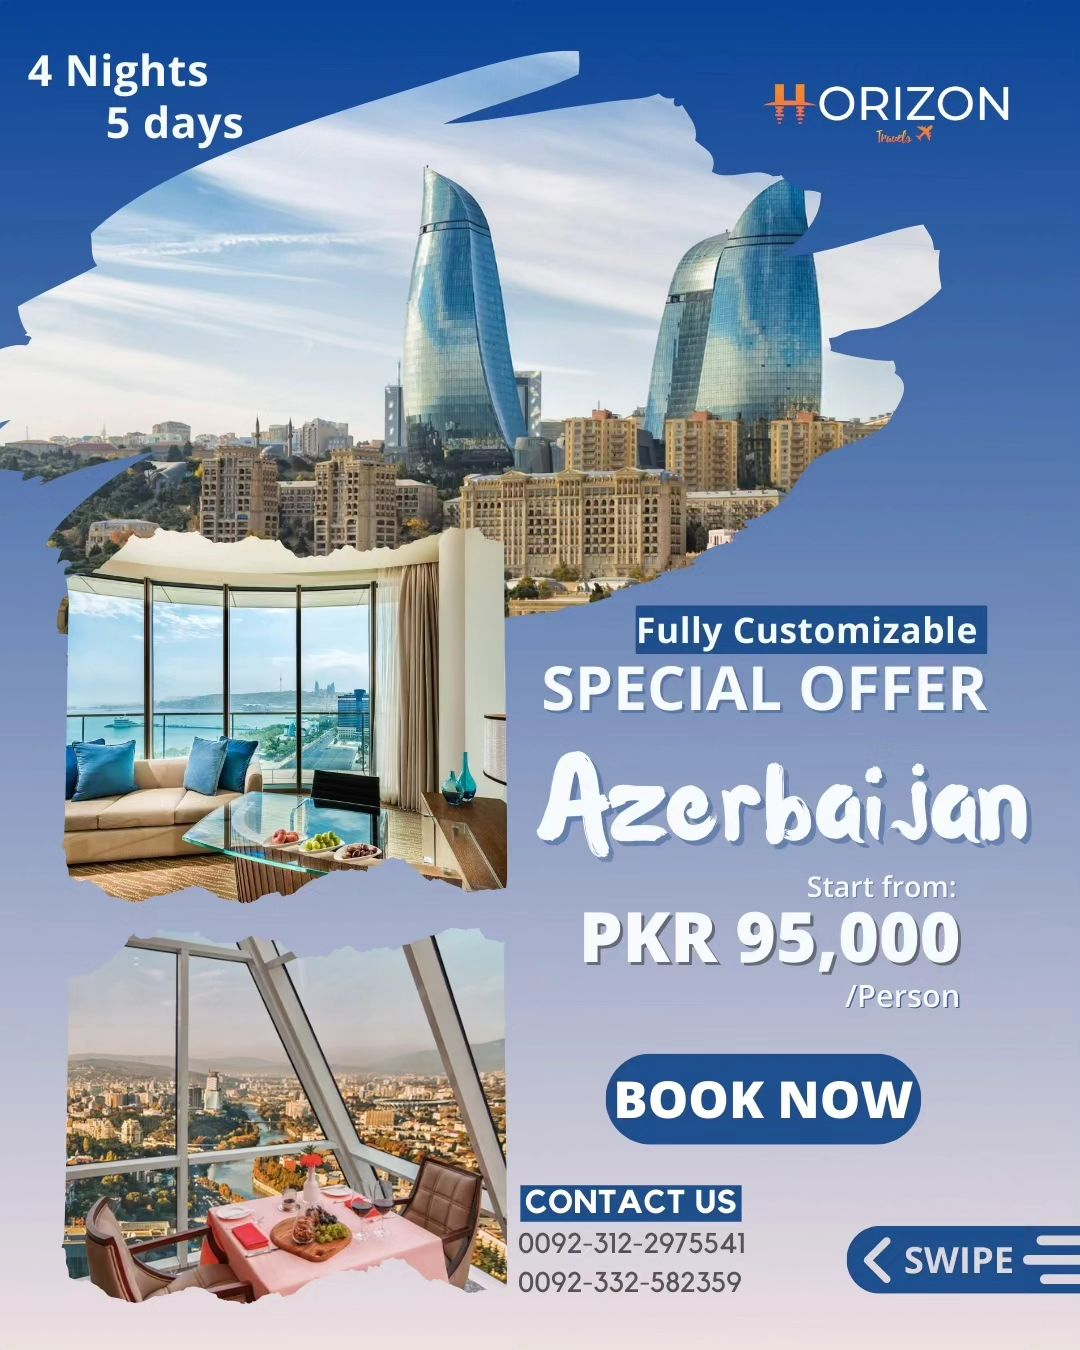 4 Nights
5 days
HORIZON
Travels
Fully Customizable
SPECIAL OFFER
Azerbaijan
Start from:
PKR 95,000
/Person
BOOK NOW
CONTACT US
0092-312-2975541
0092-332-582359
SWIPE